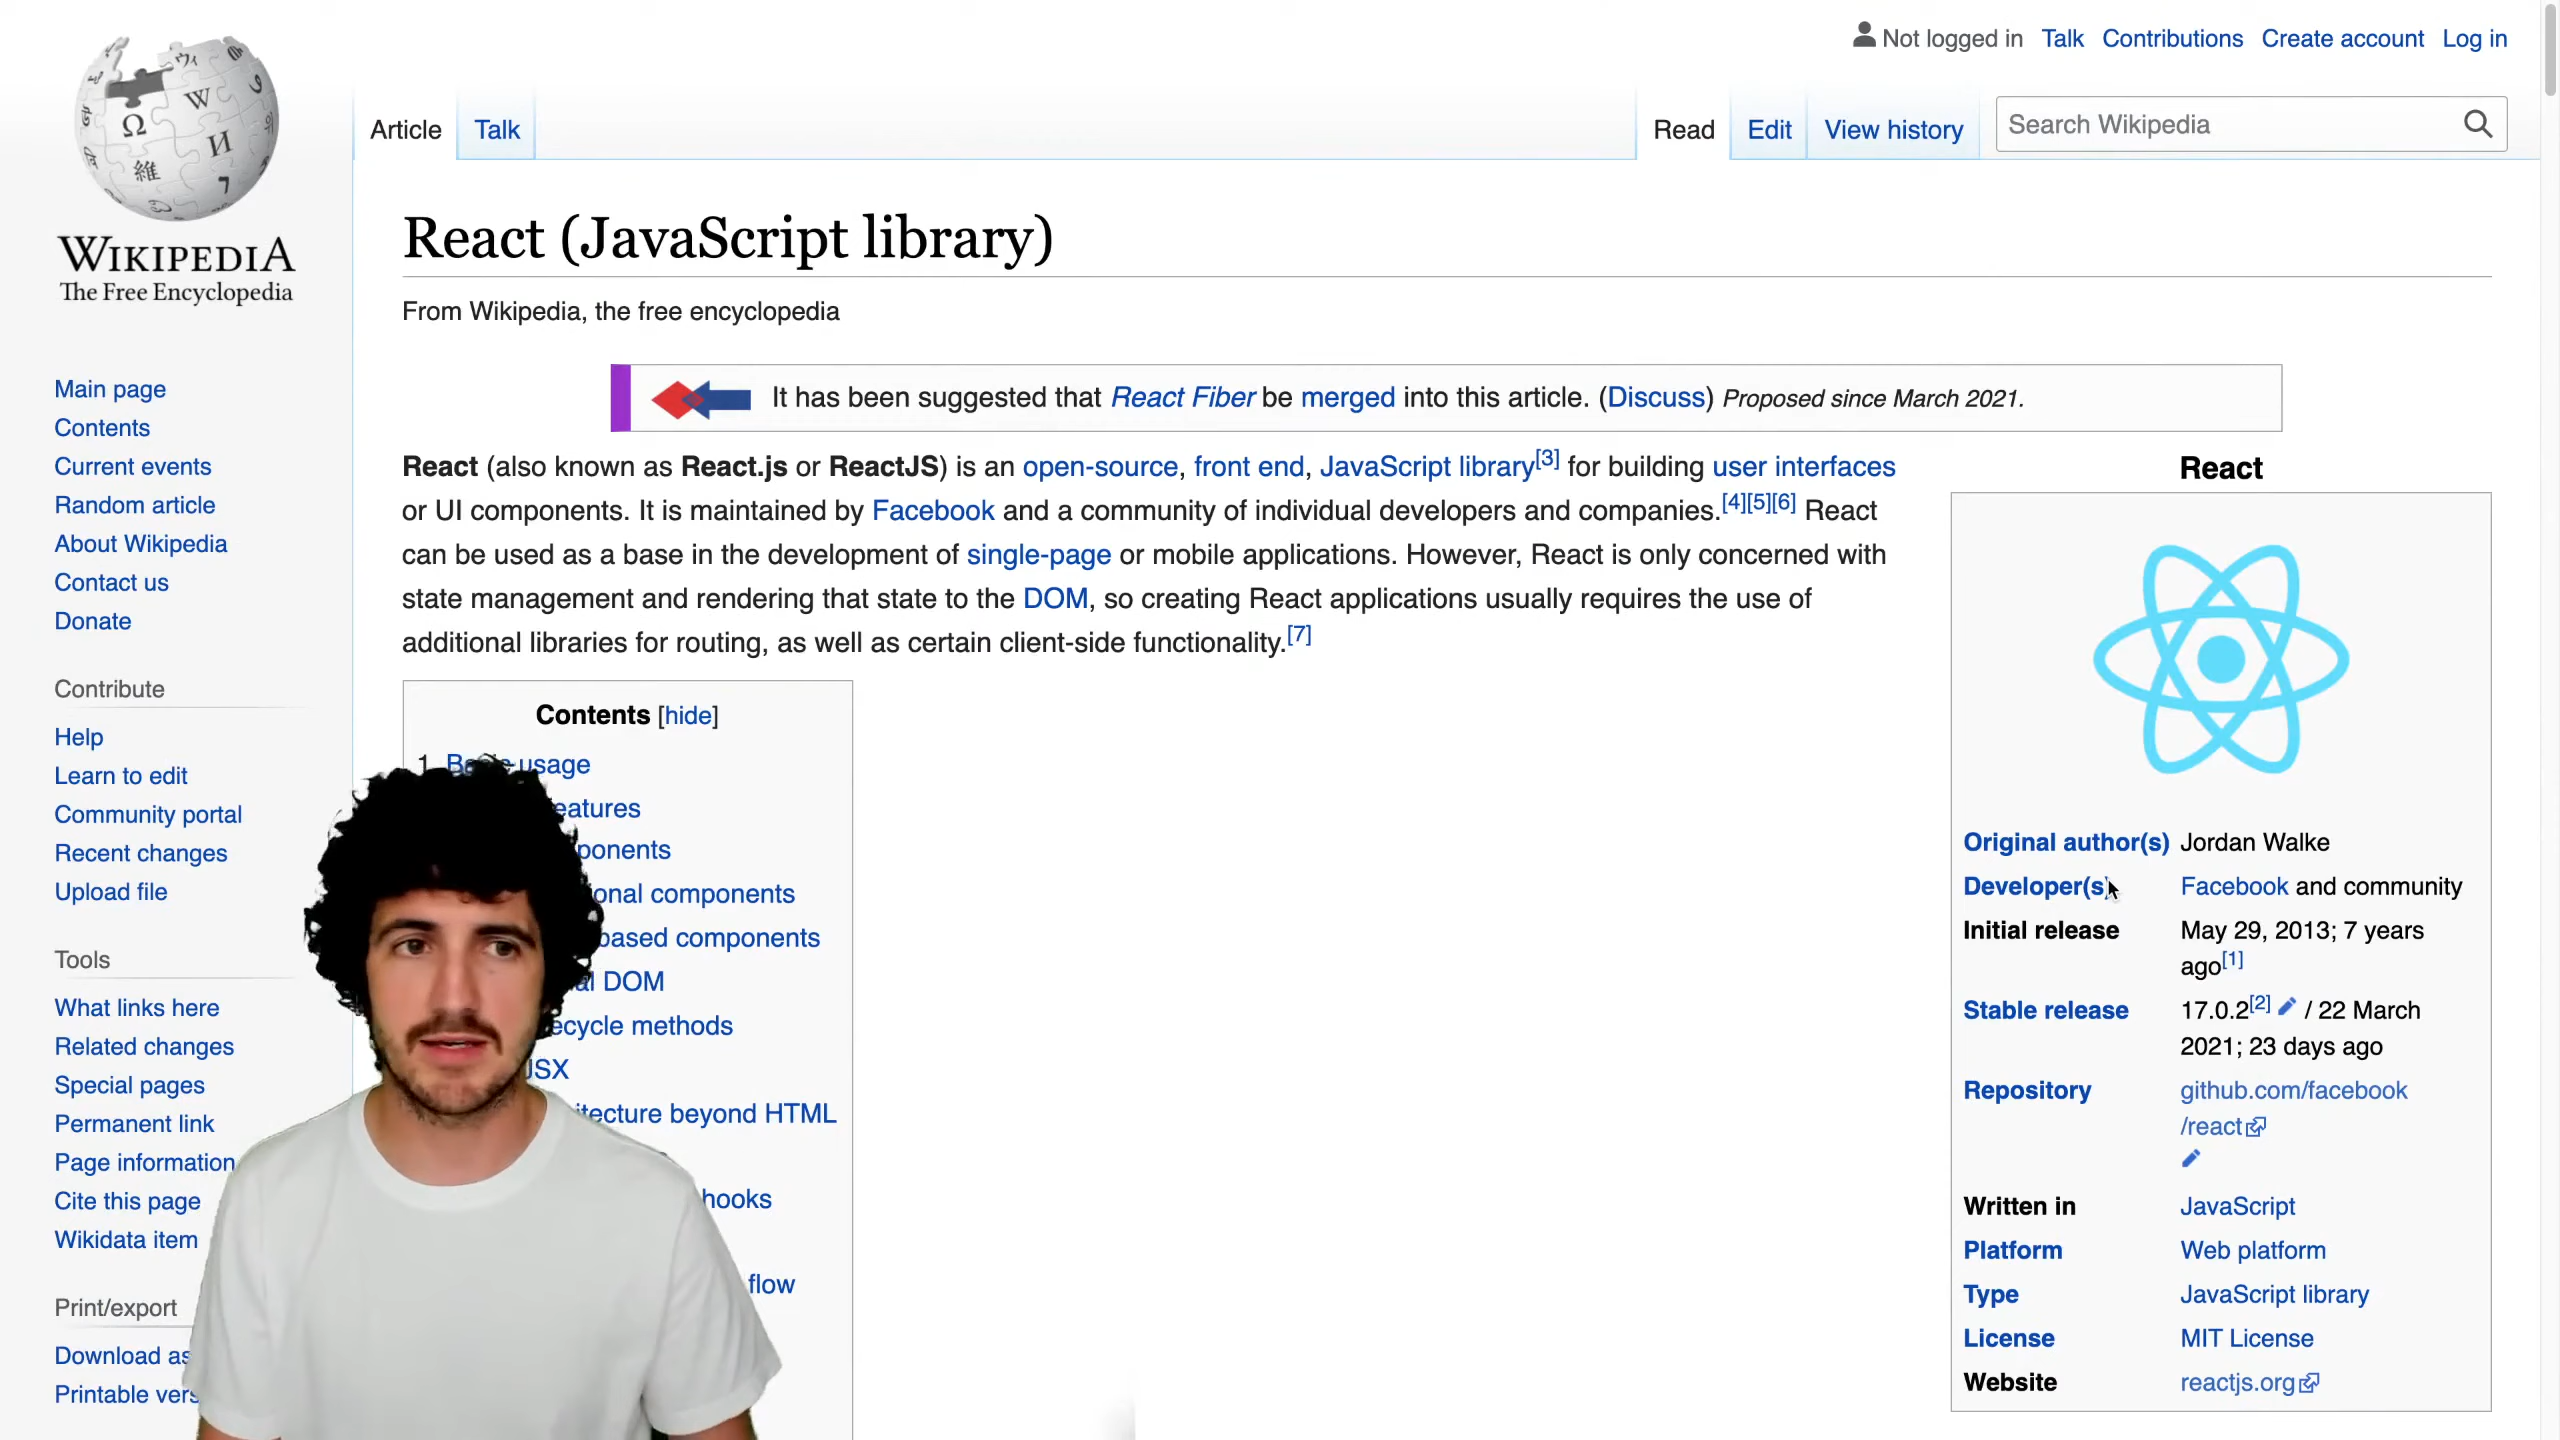 Not logged in Talk Contributions Create account Log in
Article Talk Read Edit View history Search Wikipedia
WIKIPEDIA
The Free Encyclopedia
Main page
Contents
Current events
Random article
About Wikipedia
Contact us
Donate
Contribute
Help
Learn to edit
Community portal
Recent changes
Upload file
Tools
What links here
Related changes
Special pages
Permanent link
Page information
Cite this page
Wikidata item
Print/export
Download as
Printable
React (JavaScript library)
From Wikipedia, the free encyclopedia
It has been suggested that React Fiber be merged into this article. (Discuss) Proposed since March 2021.
React (also known as React.js or ReactJS) is an open-source, front end, JavaScript library[3] for building user interfaces
or UI components. It is maintained by Facebook and a community of individual developers and companies.[4][5][6] React
can be used as a base in the development of single-page or mobile applications. However, React is only concerned with
state management and rendering that state to the DOM, so creating React applications usually requires the use of
additional libraries for routing, as well as certain client-side functionality.[7]
Contents [hide]
1 usage
components
components
DOM
methods
JSX
beyond HTML
hooks
flow
React
Original author(s) Jordan Walke
Developer(s) Facebook and community
Initial release May 29, 2013; 7 years
ago[1]
Stable release 17.0.2[2] / 22 March
2021; 23 days ago
Repository github.com/facebook
/react
Written in JavaScript
Platform Web platform
Type JavaScript library
License MIT License
Website reactjs.org